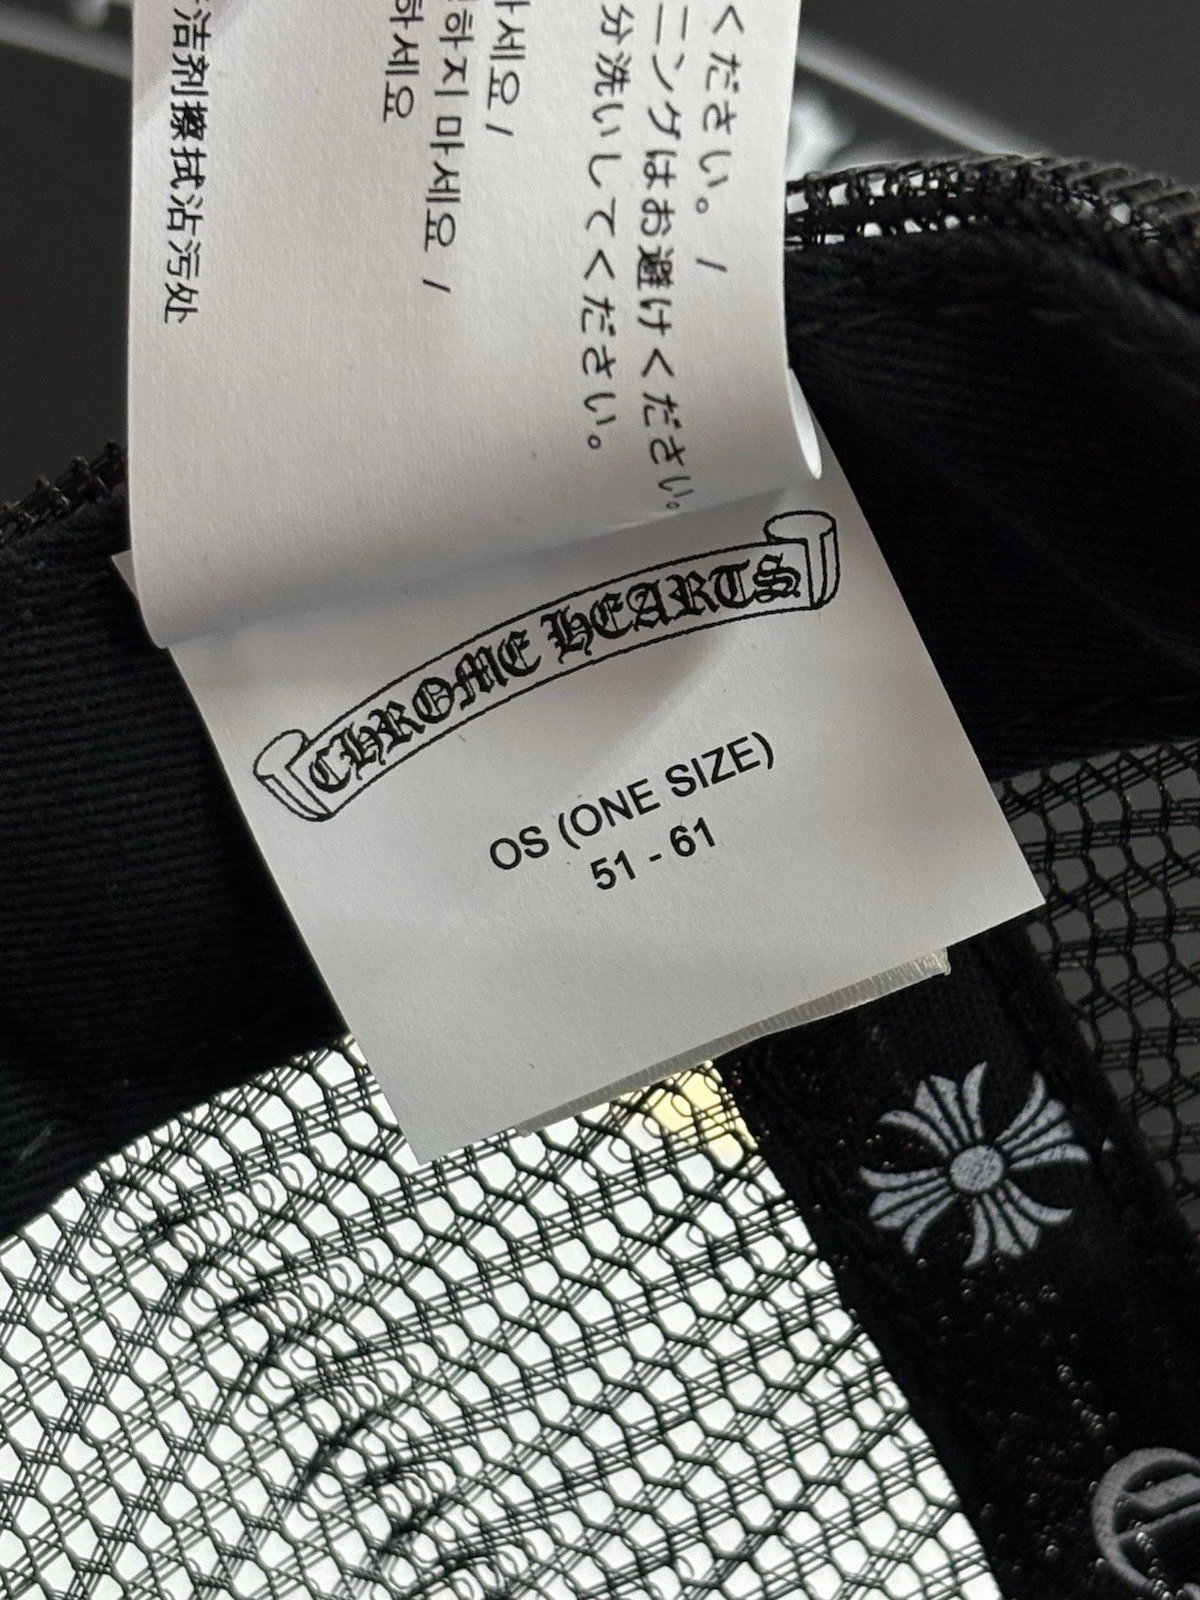 ください。 /
ニングはお避けください。
分洗いしてください。
세요 /
하지 마세요 /
하세요
洁剂擦拭沾污处
CHROME HEARTS
OS (ONE SIZE)
51 - 61